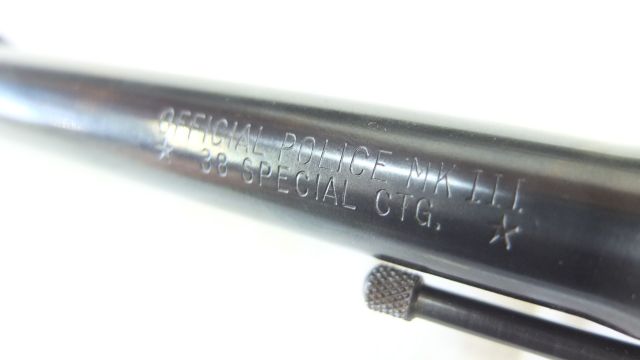 OFFICIAL POLICE MK III.
* 38 SPECIAL CTG. *